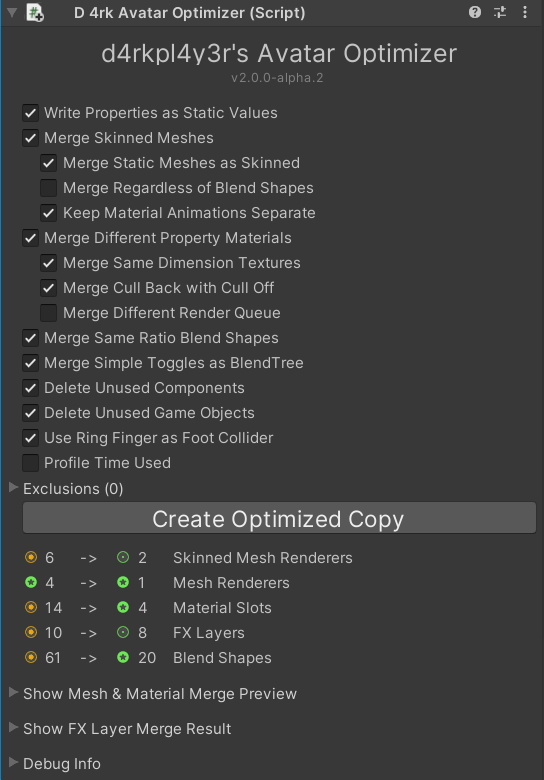 D 4rk Avatar Optimizer (Script)
d4rkpl4y3r's Avatar Optimizer
v2.0.0-alpha.2
Write Properties as Static Values
Merge Skinned Meshes
Merge Static Meshes as Skinned
Merge Regardless of Blend Shapes
Keep Material Animations Separate
Merge Different Property Materials
Merge Same Dimension Textures
Merge Cull Back with Cull Off
Merge Different Render Queue
Merge Same Ratio Blend Shapes
Merge Simple Toggles as BlendTree
Delete Unused Components
Delete Unused Game Objects
Use Ring Finger as Foot Collider
Profile Time Used
Exclusions (0)
Create Optimized Copy
6 -> 2 Skinned Mesh Renderers
4 -> 1 Mesh Renderers
14 -> 4 Material Slots
10 -> 8 FX Layers
61 -> 20 Blend Shapes
Show Mesh & Material Merge Preview
Show FX Layer Merge Result
Debug Info